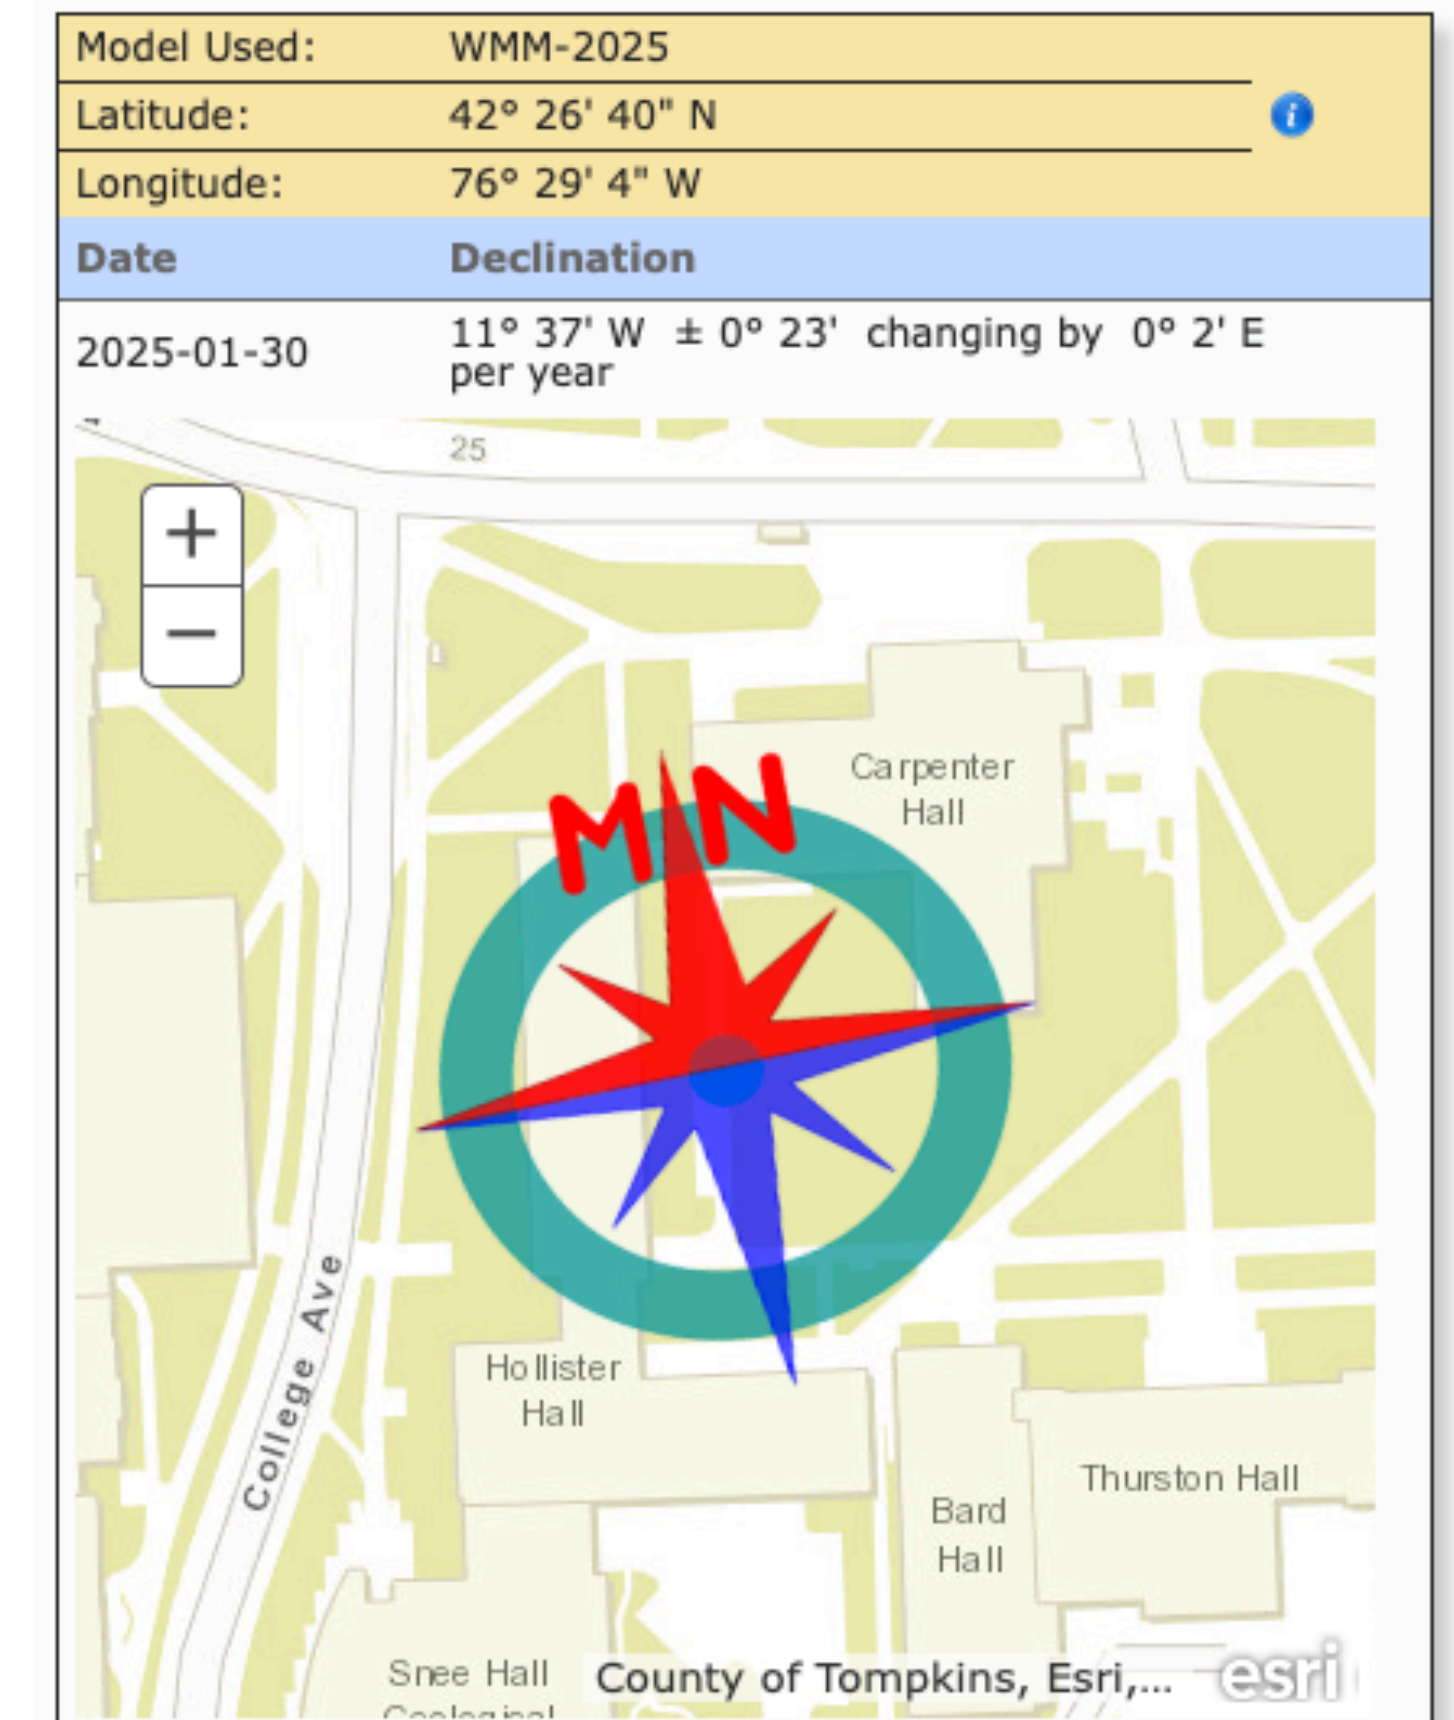 Model Used: WMM-2025
Latitude: 42° 26' 40" N
i
Longitude: 76° 29' 4" W
Date Declination
2025-01-30 11° 37' W ± 0° 23' changing by 0° 2' E
per year
25
+
−
Carpenter
Hall
M N
College Ave
Hollister
Hall
Thurston Hall
Bard
Hall
Snee Hall
Geological
County of Tompkins, Esri,...
esri